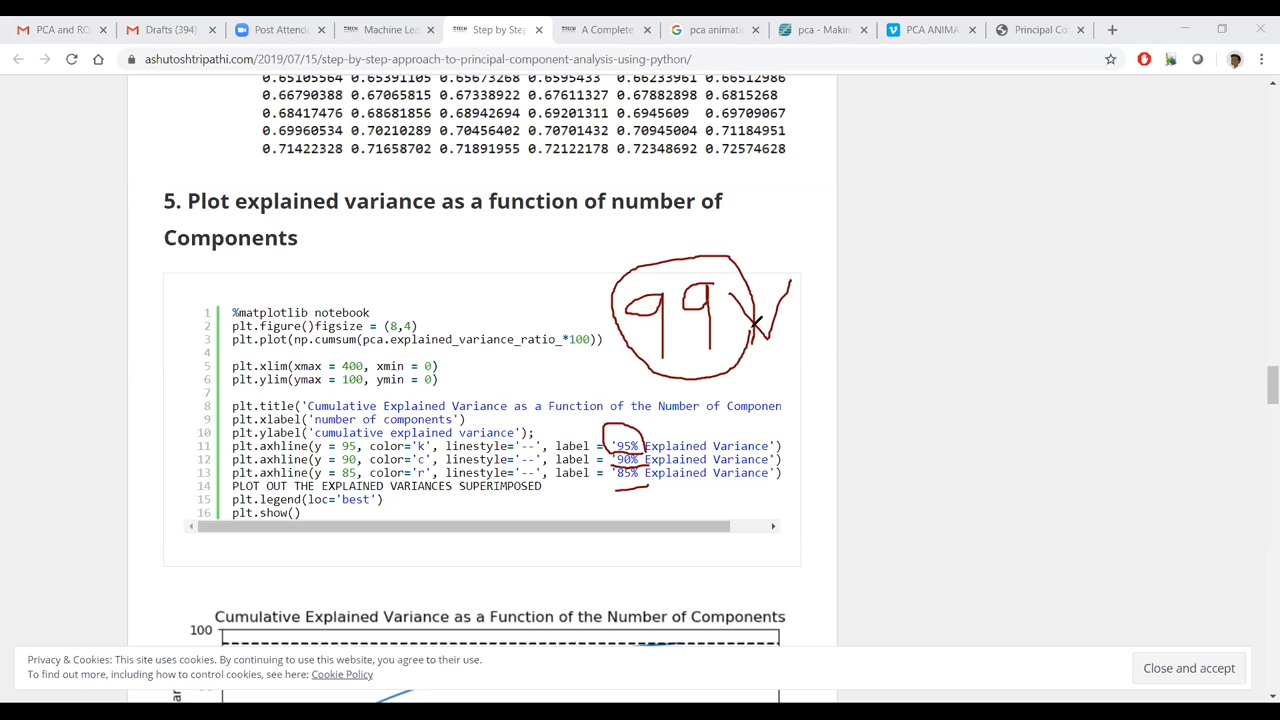 PCA and RO
Drafts (394)
Post Attend
Machine Lea
Step by Step
A Complete
pca animati
pca - Makin
PCA ANIMA
Principal Co
ashutoshtripathi.com/2019/07/15/step-by-step-approach-to-principal-component-analysis-using-python/
0.65105564 0.65391105 0.65673268 0.6595433 0.66233961 0.66512986
0.66790388 0.67065815 0.67338922 0.67611327 0.67882898 0.6815268
0.68417476 0.68681856 0.68942694 0.69201311 0.6945609 0.69709067
0.69960534 0.70210289 0.70456402 0.70701432 0.70945004 0.71184951
0.71422328 0.71658702 0.71891955 0.72122178 0.72348692 0.72574628
5. Plot explained variance as a function of number of
Components
99 V
1 %matplotlib notebook
2 plt.figure()figsize = (8,4)
3 plt.plot(np.cumsum(pca.explained_variance_ratio_*100))
4
5 plt.xlim(xmax = 400, xmin = 0)
6 plt.ylim(ymax = 100, ymin = 0)
7
8 plt.title('Cumulative Explained Variance as a Function of the Number of Componen
9 plt.xlabel('number of components')
10 plt.ylabel('cumulative explained variance');
11 plt.axhline(y = 95, color='k', linestyle='--', label = '95% Explained Variance')
12 plt.axhline(y = 90, color='c', linestyle='--', label = '90% Explained Variance')
13 plt.axhline(y = 85, color='r', linestyle='--', label = '85% Explained Variance')
14 PLOT OUT THE EXPLAINED VARIANCES SUPERIMPOSED
15 plt.legend(loc='best')
16 plt.show()
Cumulative Explained Variance as a Function of the Number of Components
100
Privacy & Cookies: This site uses cookies. By continuing to use this website, you agree to their use.
To find out more, including how to control cookies, see here: Cookie Policy
Close and accept